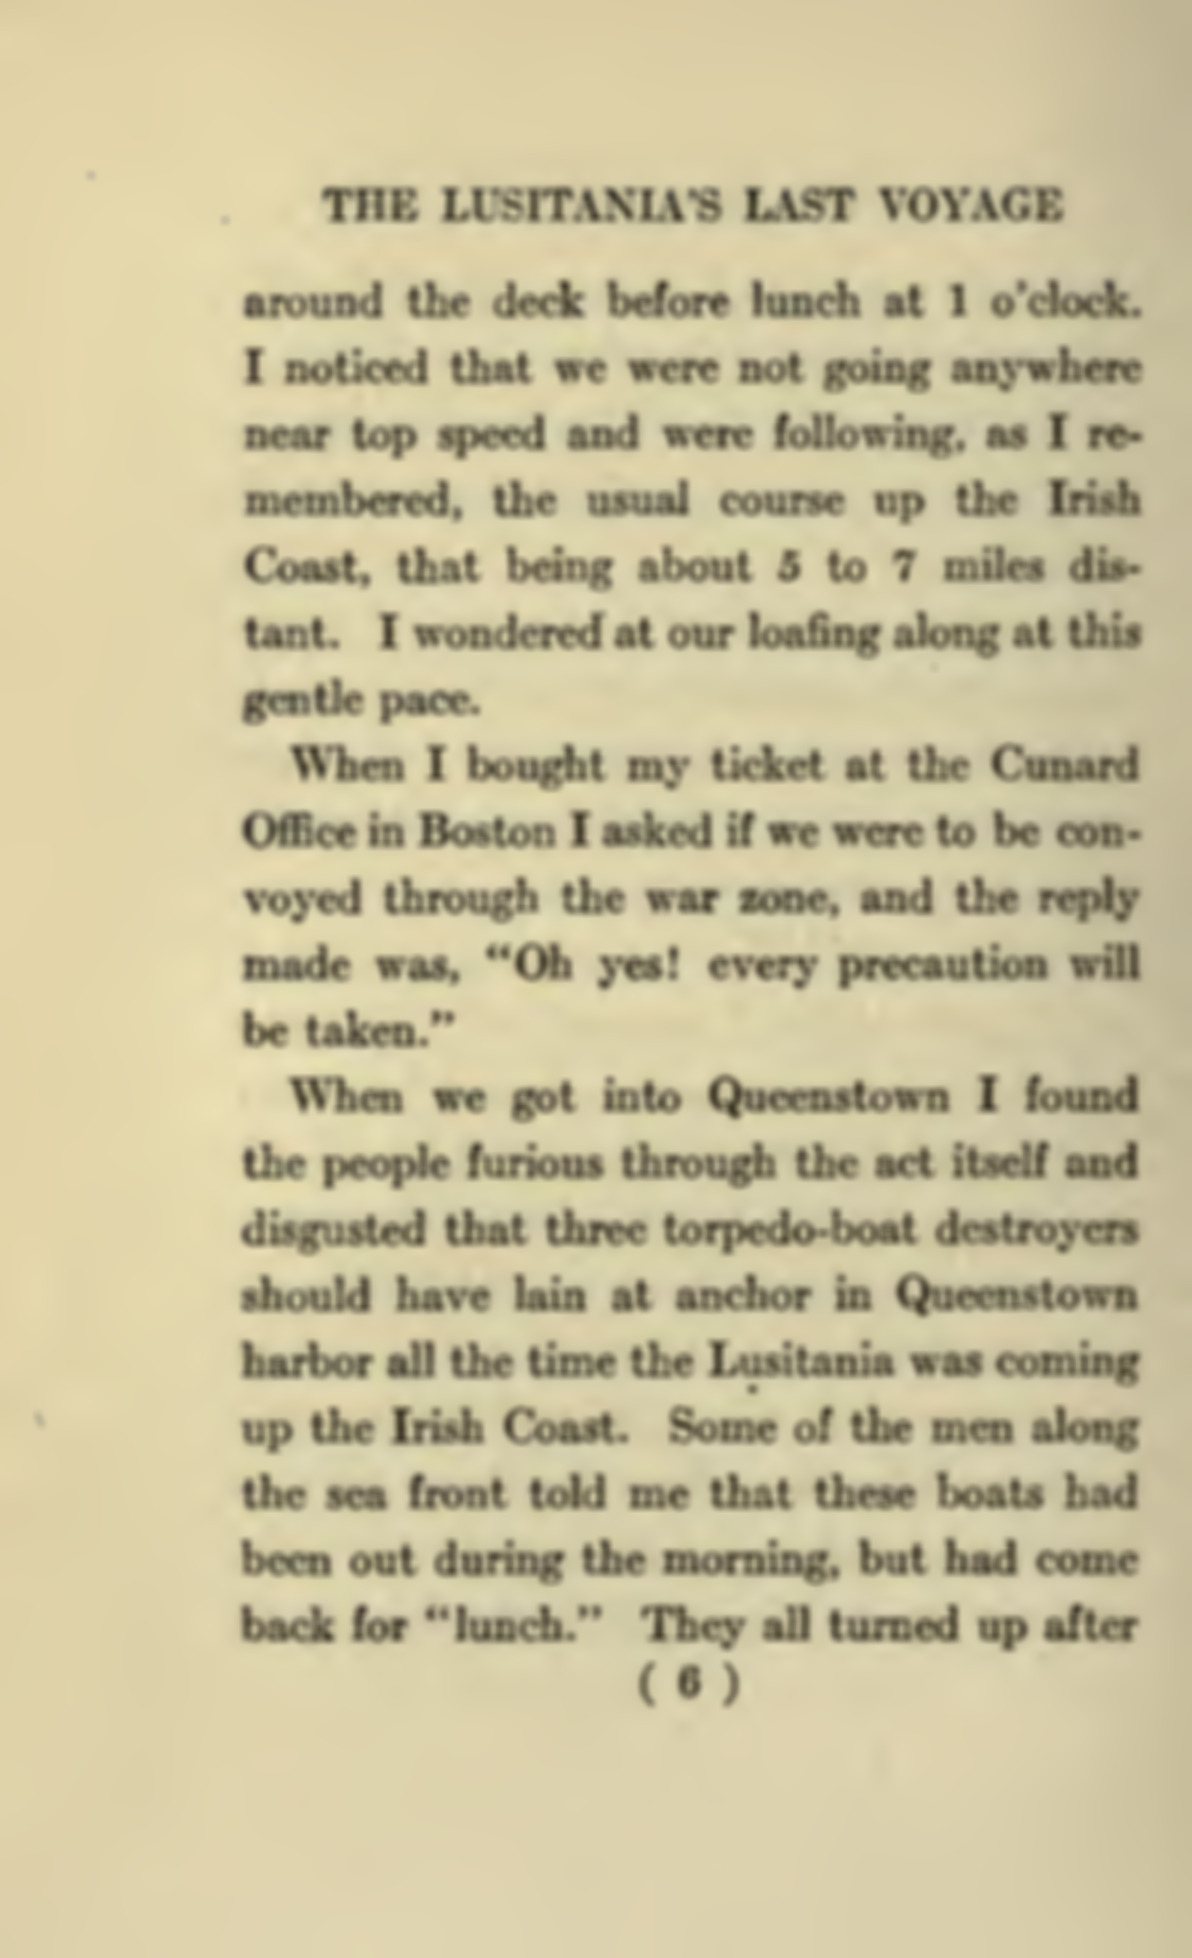 THE LUSITANIA'S LAST VOYAGE
around the deck before lunch at 1 o'clock.
I noticed that we were not going anywhere
near top speed and were following, as I re-
membered, the usual course up the Irish
Coast, that being about 5 to 7 miles dis-
tant. I wondered at our loafing along at this
gentle pace.
When I bought my ticket at the Cunard
Office in Boston I asked if we were to be con-
voyed through the war zone, and the reply
made was, "Oh yes! every precaution will
be taken."
When we got into Queenstown I found
the people furious through the act itself and
disgusted that three torpedo-boat destroyers
should have lain at anchor in Queenstown
harbor all the time the Lusitania was coming
up the Irish Coast. Some of the men along
the sea front told me that these boats had
been out during the morning, but had come
back for "lunch." They all turned up after
( 6 )